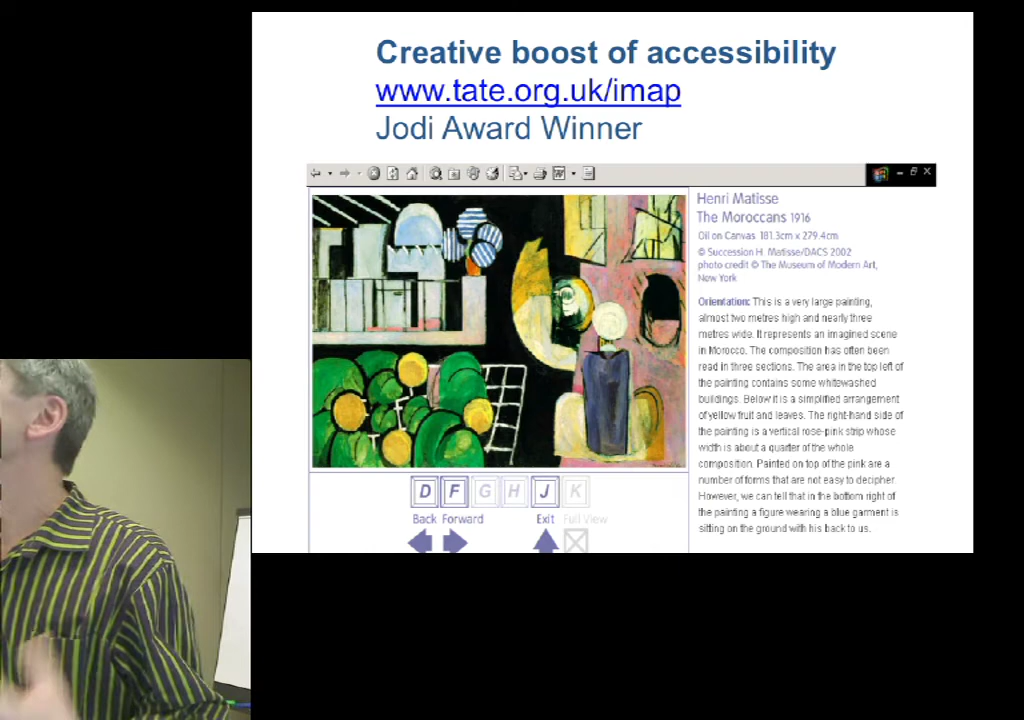 Creative boost of accessibility
www.tate.org.uk/imap
Jodi Award Winner
Henri Matisse
The Moroccans 1916
Oil on Canvas 181.3cm x 279.4cm
© Succession H. Matisse/DACS 2002
photo credit © The Museum of Modern Art,
New York
Orientation: This is a very large painting,
almost two metres high and nearly three
metres wide. It represents an imagined scene
in Morocco. The composition has often been
read in three sections. The area in the top left of
the painting contains some whitewashed
buildings. Below it is a simplified arrangement
of yellow fruit and leaves. The right-hand side of
the painting is a vertical rose-pink strip whose
width is about a quarter of the whole
composition. Painted on top of the pink are a
number of forms that are not easy to decipher.
However, we can tell that in the bottom right of
the painting a figure wearing a blue garment is
sitting on the ground with his back to us.
D F G H J K
Back Forward Exit Full View